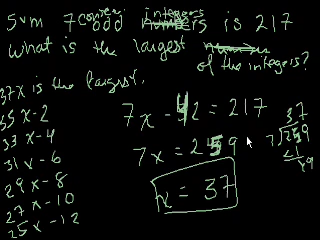 Sum 7 consec odd integers is 217
What is the largest
of the integers?
37 x is the largest,
35 x-2
33 x-4
31 x-6
29 x-8
27 x-10
25 x-12
7x - 42 = 217
7x = 259
x = 37
37
7 259
21
49